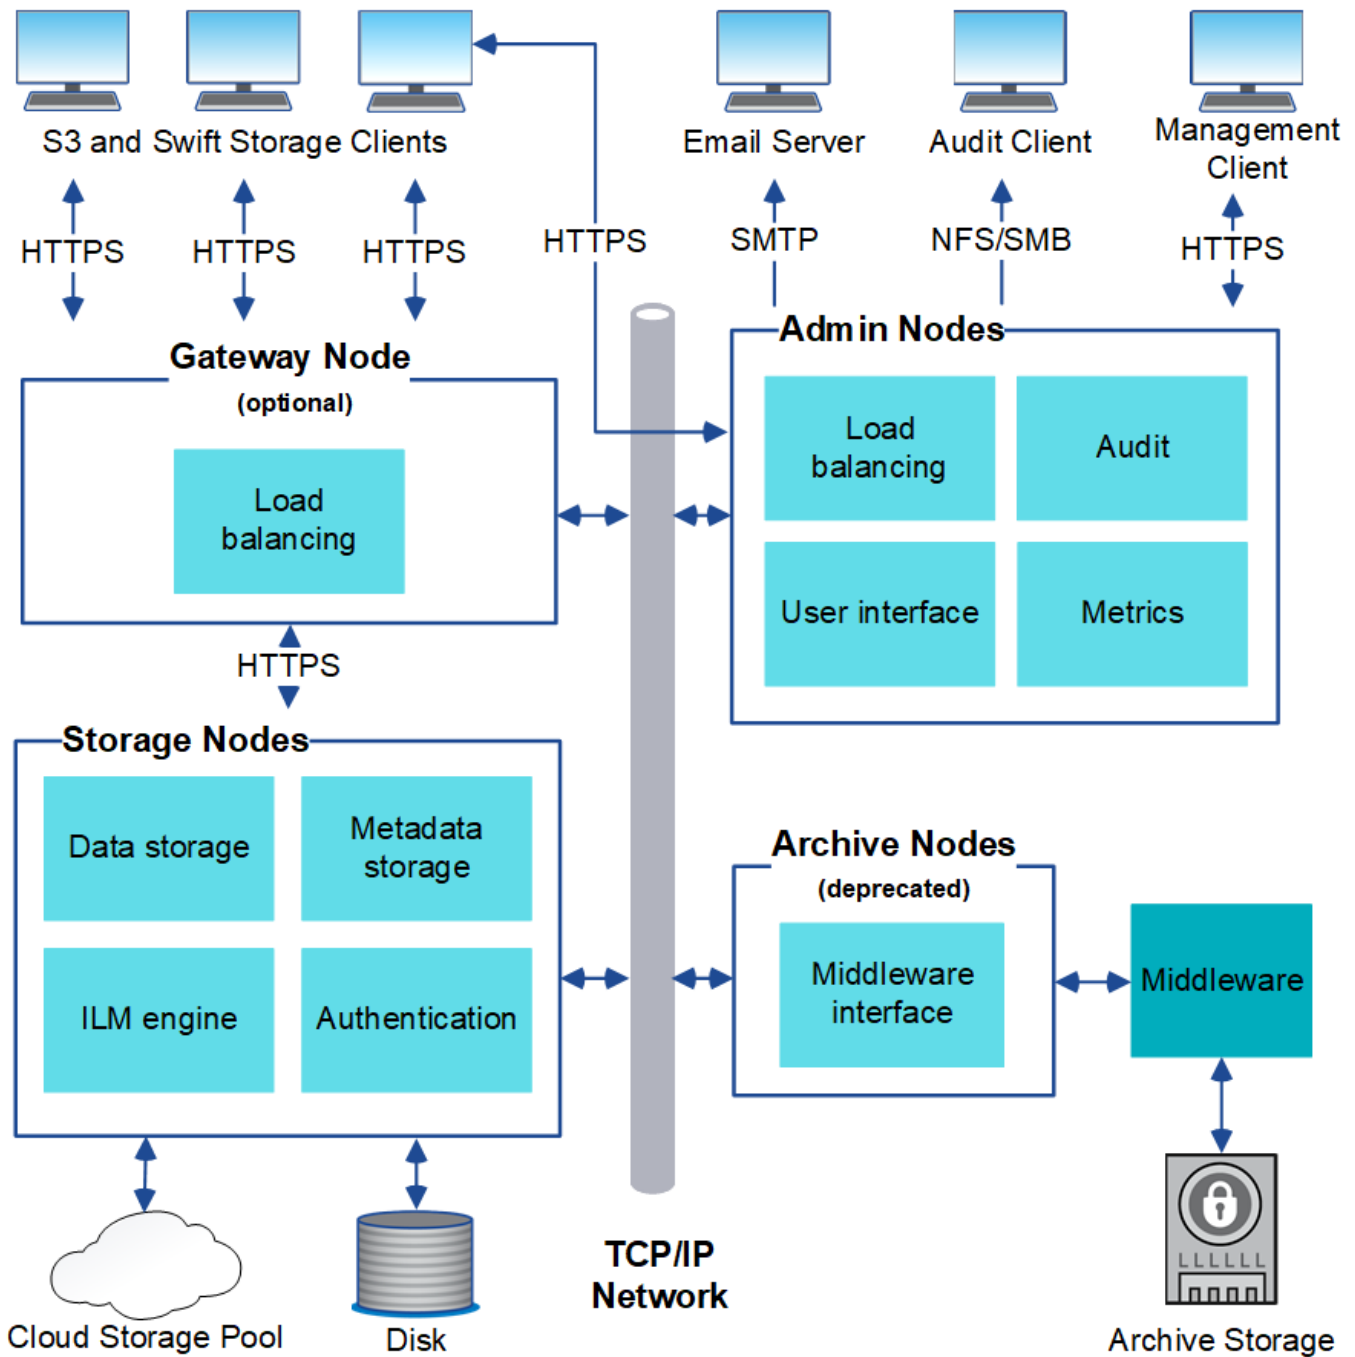 S3 and Swift Storage Clients
Email Server
Audit Client
Management
Client
HTTPS
HTTPS
HTTPS
HTTPS
SMTP
NFS/SMB
HTTPS
Gateway Node
(optional)
Load
balancing
HTTPS
Admin Nodes
Load
balancing
Audit
User interface
Metrics
Storage Nodes
Data storage
Metadata
storage
ILM engine
Authentication
Archive Nodes
(deprecated)
Middleware
interface
Middleware
LLLLLL
Cloud Storage Pool
Disk
TCP/IP
Network
Archive Storage